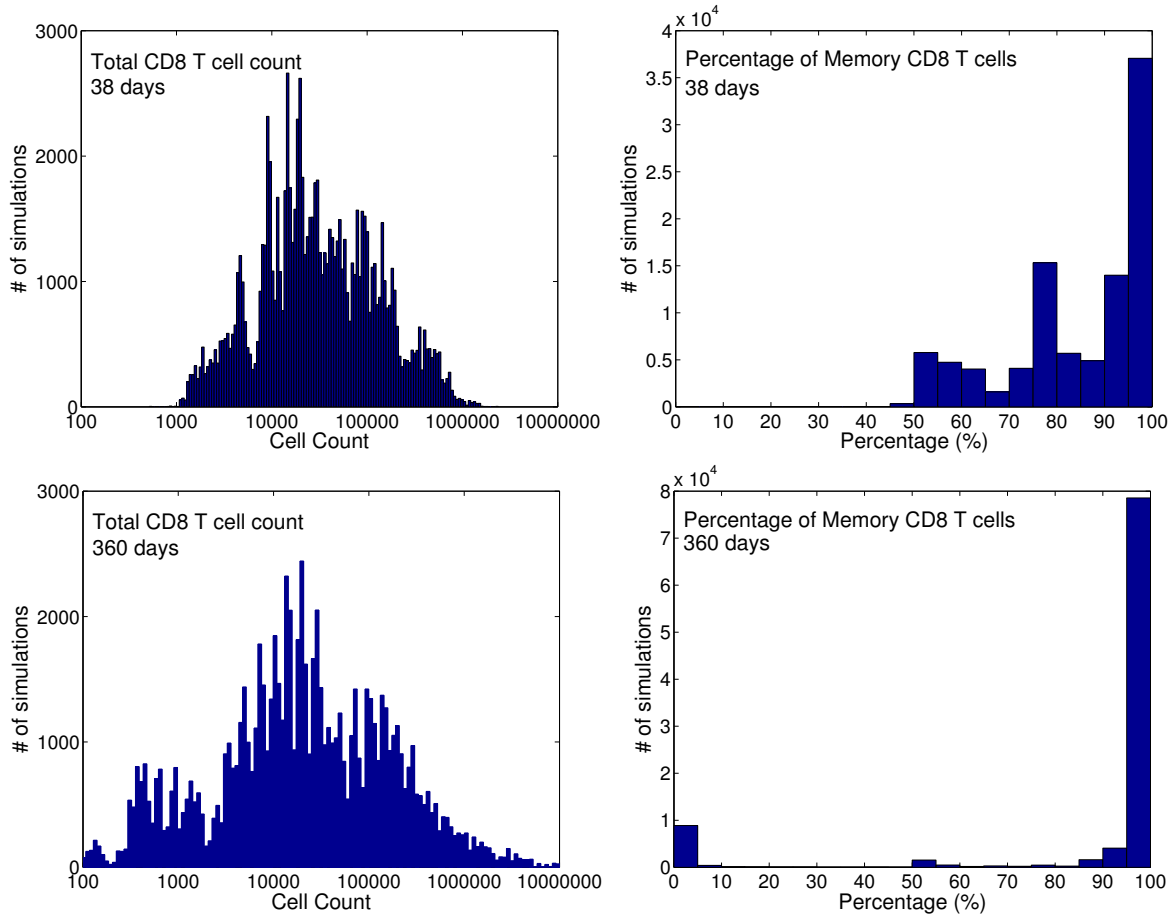 3000
2000
1000
0
# of simulations
Total CD8 T cell count
38 days
100
1000
10000
100000
1000000
10000000
Cell Count
x 10^4
4
3.5
3
2.5
2
1.5
1
0.5
0
# of simulations
Percentage of Memory CD8 T cells
38 days
0 10 20 30 40 50 60 70 80 90 100
Percentage (%)
3000
2000
1000
0
# of simulations
Total CD8 T cell count
360 days
100
1000
10000
100000
1000000
10000000
Cell Count
x 10^4
8
7
6
5
4
3
2
1
0
# of simulations
Percentage of Memory CD8 T cells
360 days
0 10 20 30 40 50 60 70 80 90 100
Percentage (%)